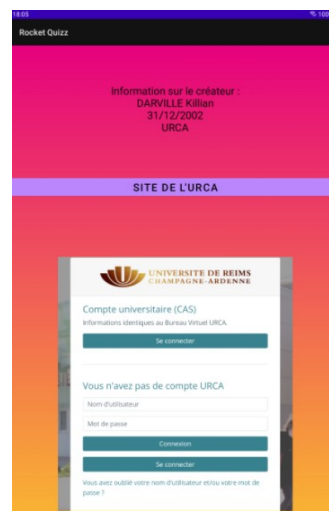 18:05
100
Rocket Quizz
Information sur le créateur :
DARVILLE Killian
31/12/2002
URCA
SITE DE L'URCA
UNIVERSITE DE REIMS
CHAMPAGNE-ARDENNE
Compte universitaire (CAS)
Informations identiques au Bureau Virtuel URCA.
Se connecter
Vous n'avez pas de compte URCA
Nom d'utilisateur
Mot de passe
Connexion
Se connecter
Vous avez oublié votre nom d'utilisateur et/ou votre mot de
passe ?